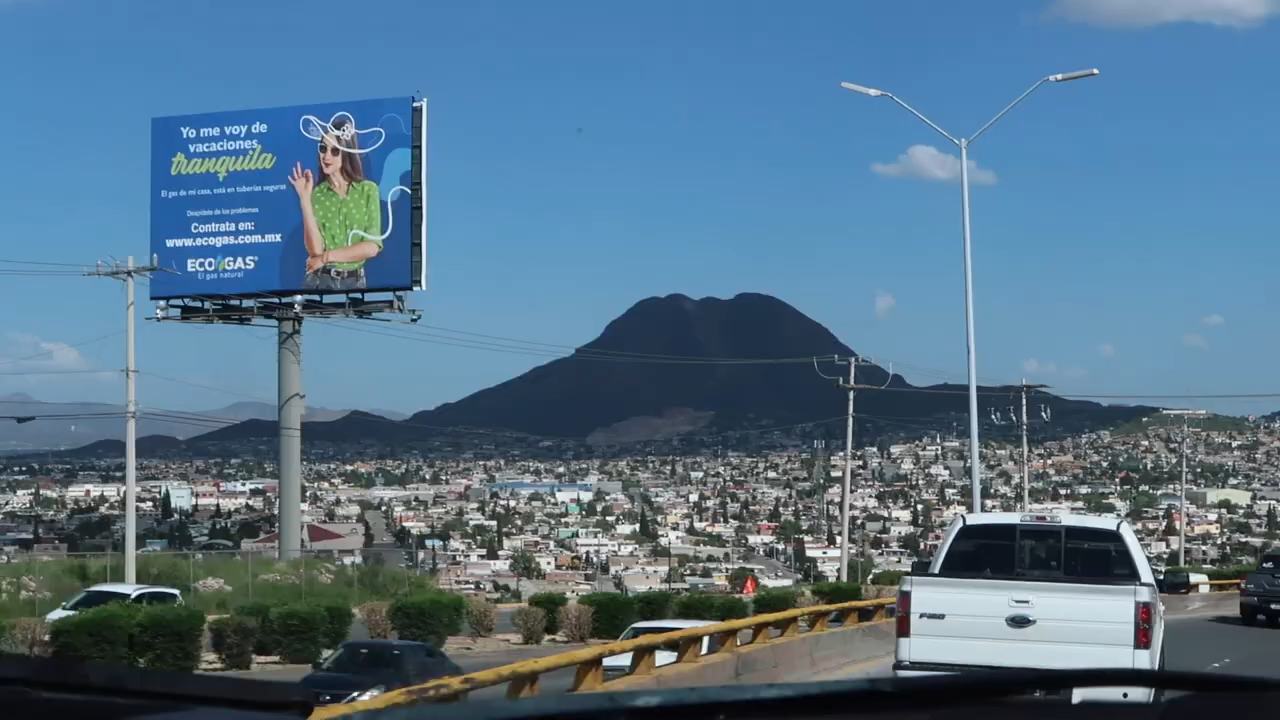 Yo me voy de
vacaciones
tranquila
El gas de mi casa, está en tuberías seguras
Despídete de los problemas
Contrata en:
www.ecogas.com.mx
ECOGAS®
El gas natural